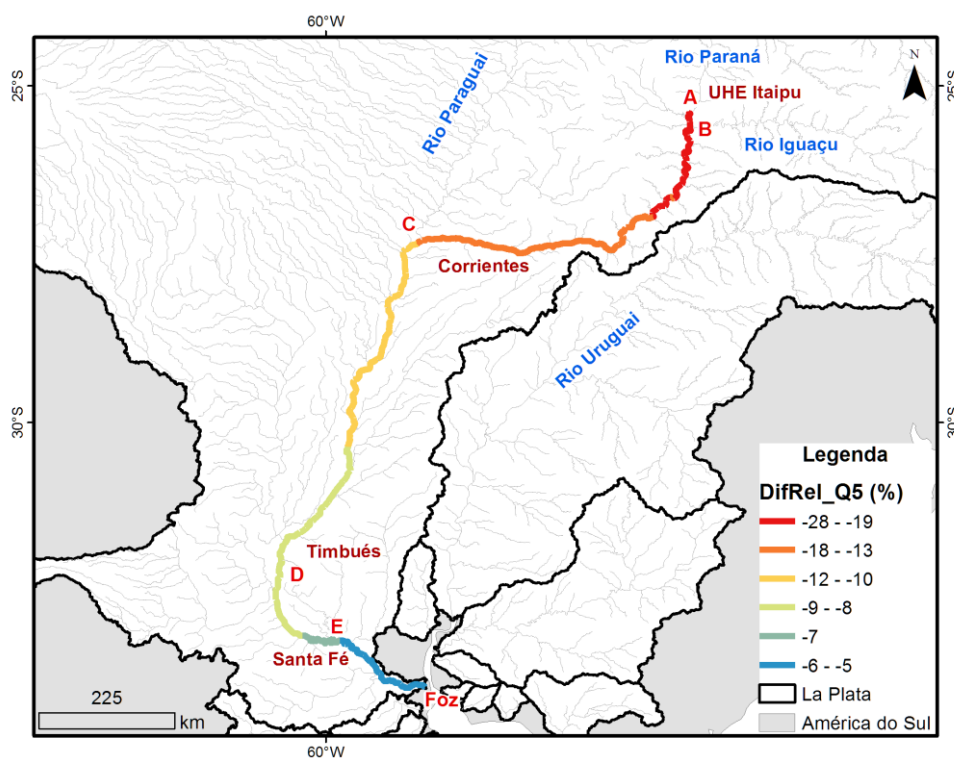 60°W
25°S
25°S
Rio Paraná
N
A
UHE Itaipu
Rio Paraguai
B
Rio Iguaçu
C
Corrientes
Rio Uruguai
30°S
30°S
Legenda
DifRel_Q5 (%)
-28 - -19
-18 - -13
-12 - -10
-9 - -8
-7
-6 - -5
La Plata
América do Sul
Timbués
D
E
Santa Fé
Foz
225
km
60°W